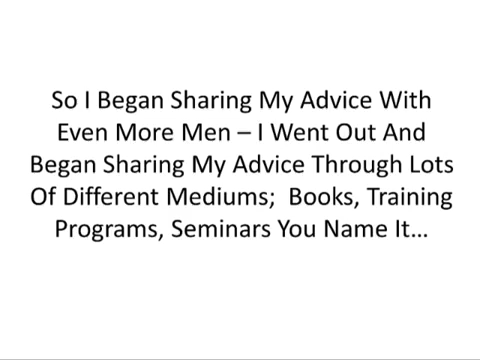 So I Began Sharing My Advice With
Even More Men – I Went Out And
Began Sharing My Advice Through Lots
Of Different Mediums;  Books, Training
Programs, Seminars You Name It…